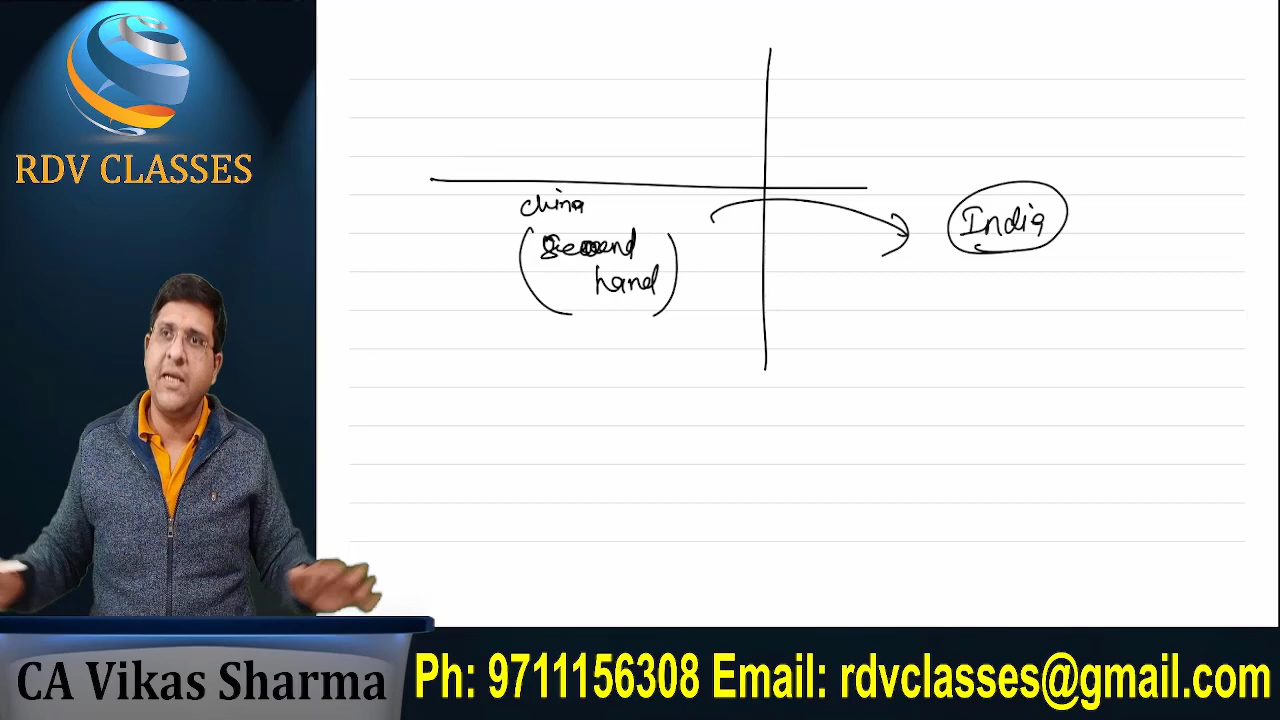 RDV CLASSES
china
(Second
hand)
India
CA Vikas Sharma
Ph: 9711156308 Email: rdvclasses@gmail.com